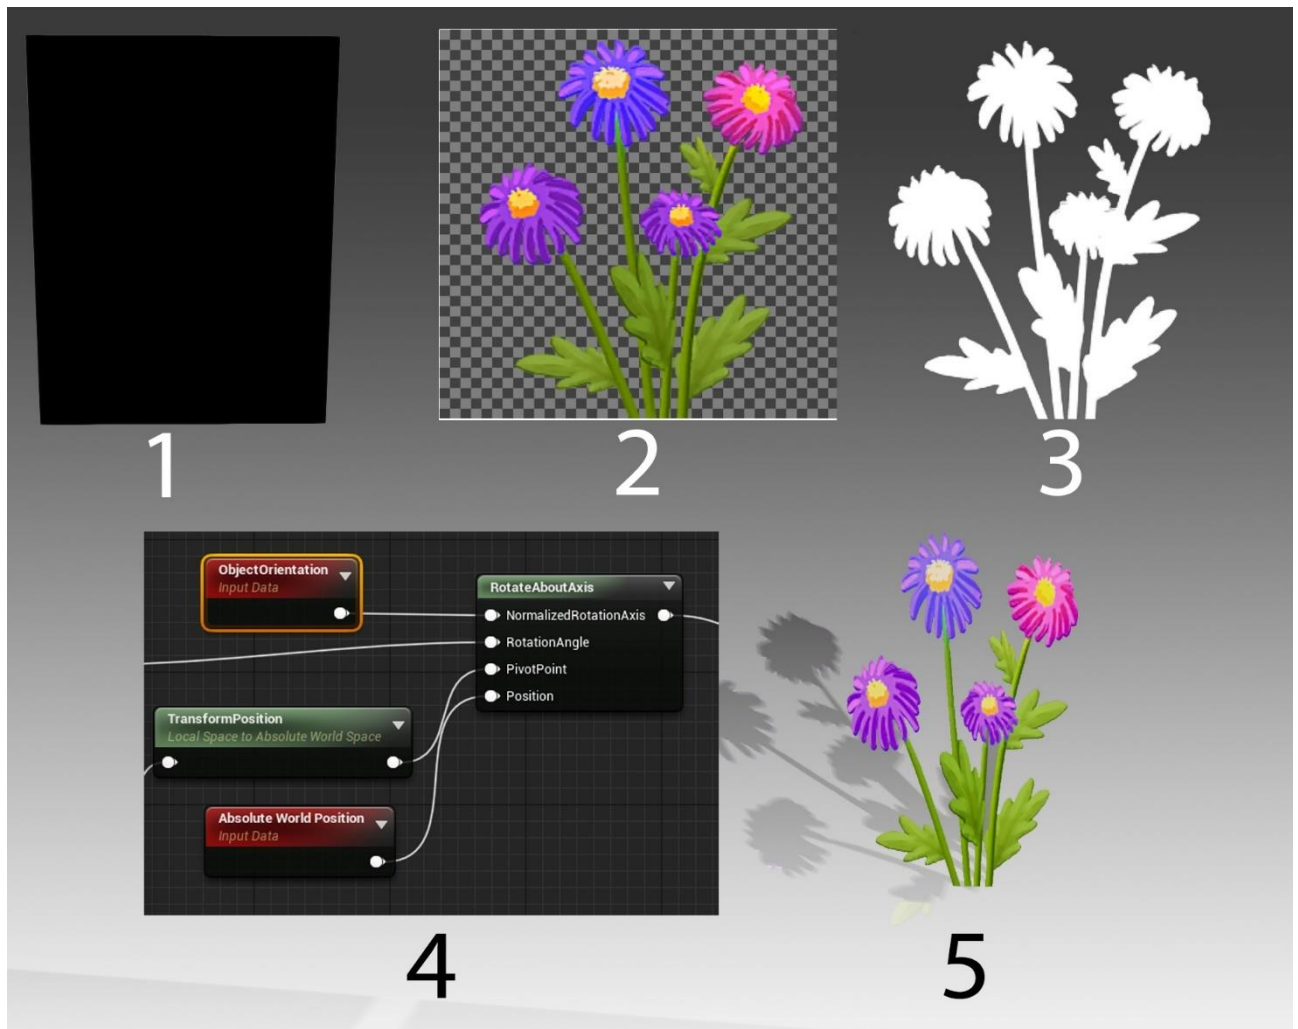 1
2
3
ObjectOrientation
Input Data
RotateAboutAxis
NormalizedRotationAxis
RotationAngle
PivotPoint
Position
TransformPosition
Local Space to Absolute World Space
Absolute World Position
Input Data
4
5